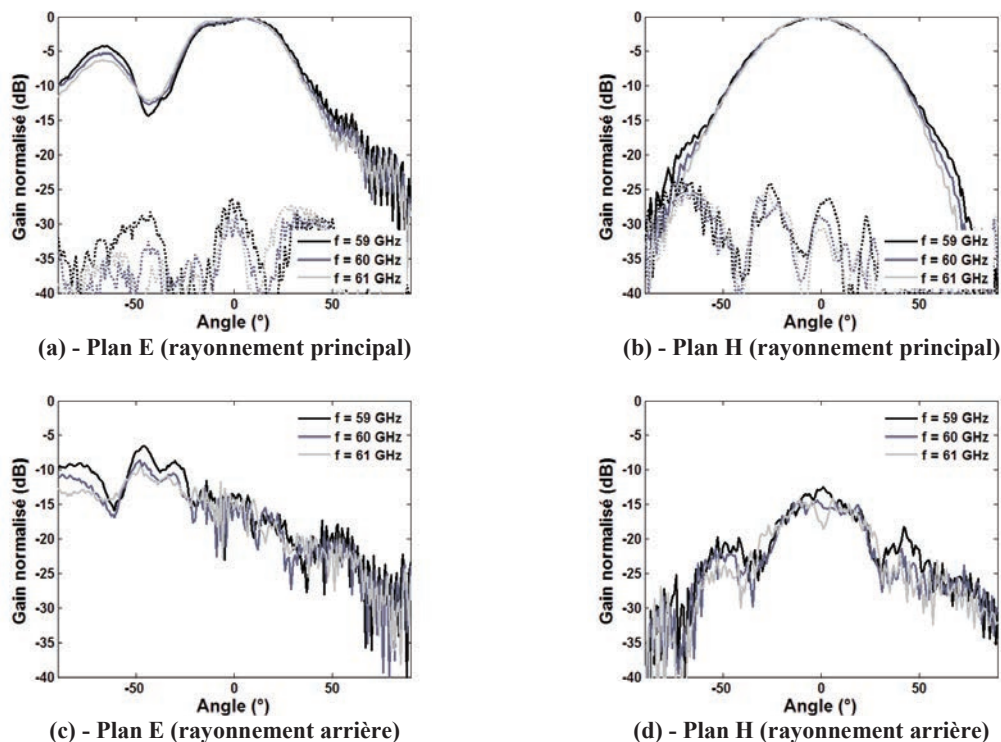 0
-5
-10
-15
-20
-25
-30
-35
-40
Gain normalisé (dB)
f = 59 GHz
f = 60 GHz
f = 61 GHz
-50
0
50
Angle (°)
(a) - Plan E (rayonnement principal)
0
-5
-10
-15
-20
-25
-30
-35
-40
Gain normalisé (dB)
f = 59 GHz
f = 60 GHz
f = 61 GHz
-50
0
50
Angle (°)
(b) - Plan H (rayonnement principal)
0
-5
-10
-15
-20
-25
-30
-35
-40
Gain normalisé (dB)
f = 59 GHz
f = 60 GHz
f = 61 GHz
-50
0
50
Angle (°)
(c) - Plan E (rayonnement arrière)
0
-5
-10
-15
-20
-25
-30
-35
-40
Gain normalisé (dB)
f = 59 GHz
f = 60 GHz
f = 61 GHz
-50
0
50
Angle (°)
(d) - Plan H (rayonnement arrière)